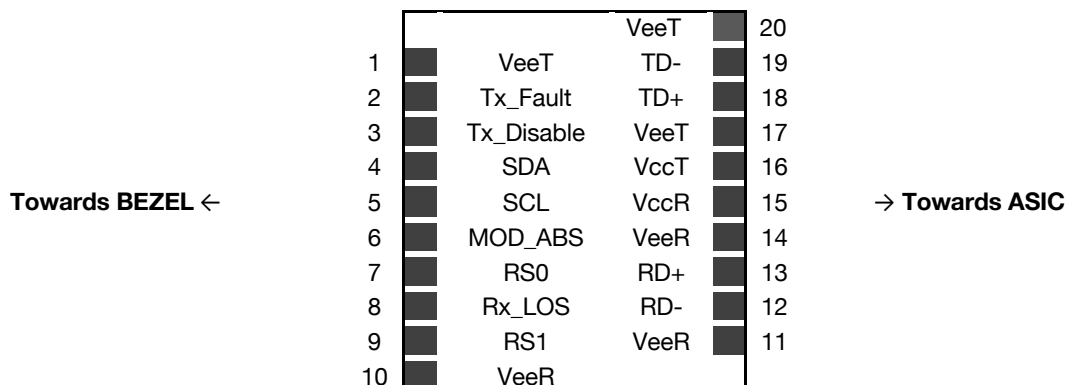 VeeT 20
1 VeeT TD- 19
2 Tx_Fault TD+ 18
3 Tx_Disable VeeT 17
4 SDA VccT 16
Towards BEZEL ← 5 SCL VccR 15 → Towards ASIC
6 MOD_ABS VeeR 14
7 RS0 RD+ 13
8 Rx_LOS RD- 12
9 RS1 VeeR 11
10 VeeR